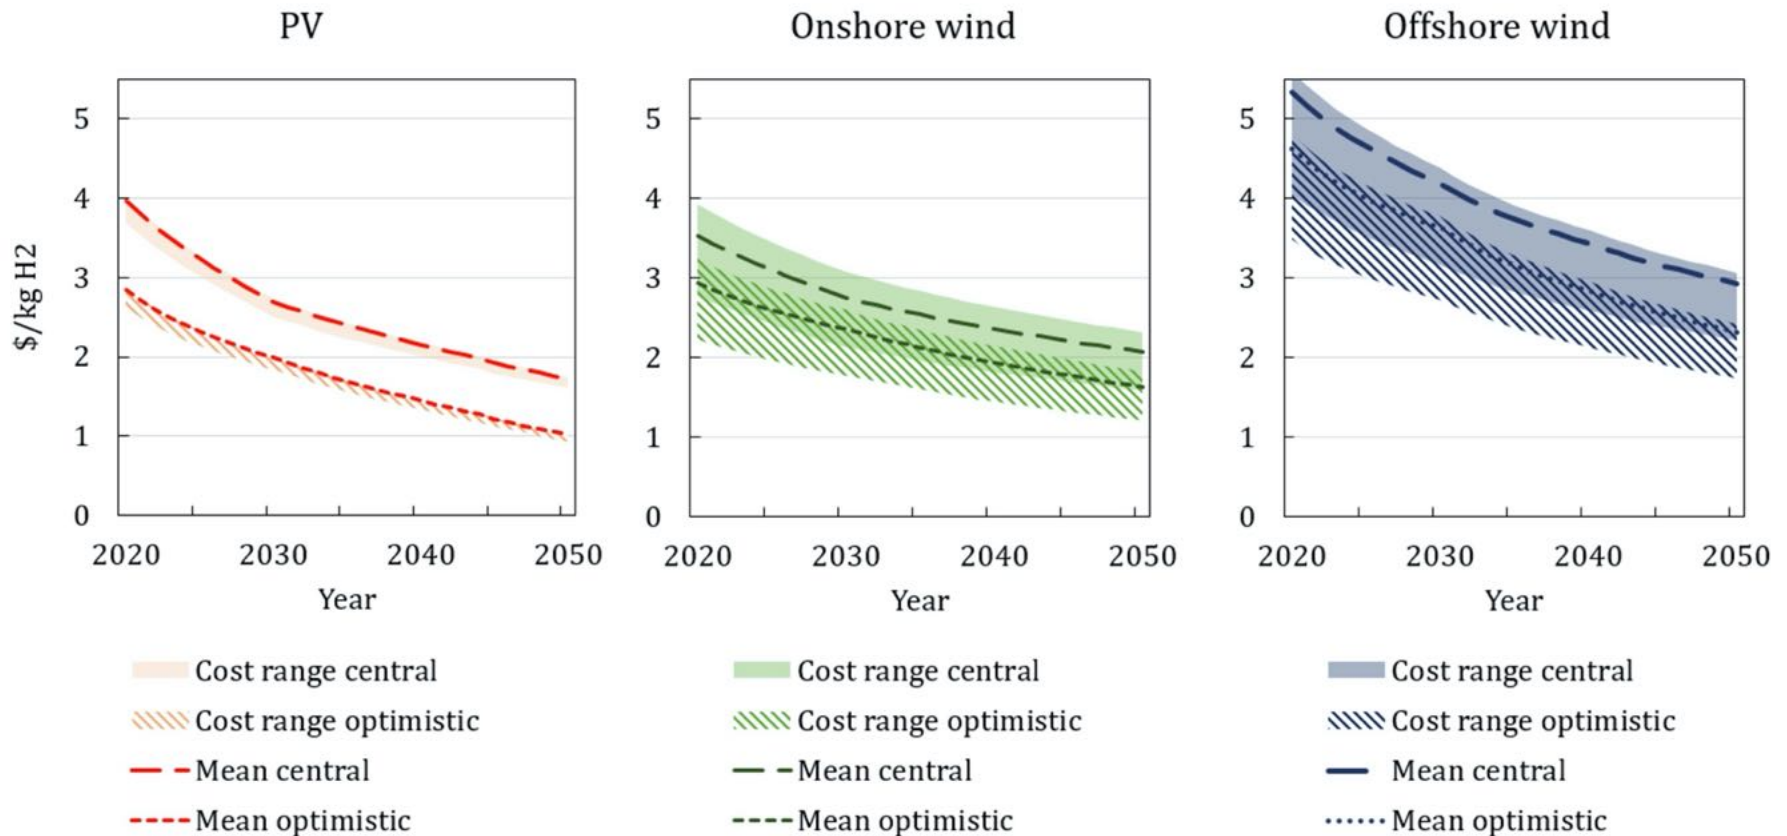 PV
Onshore wind
Offshore wind
$/kg H2
5
4
3
2
1
0
2020 2030 2040 2050
Year
5
4
3
2
1
0
2020 2030 2040 2050
Year
5
4
3
2
1
0
2020 2030 2040 2050
Year
Cost range central
Cost range optimistic
Mean central
Mean optimistic
Cost range central
Cost range optimistic
Mean central
Mean optimistic
Cost range central
Cost range optimistic
Mean central
Mean optimistic